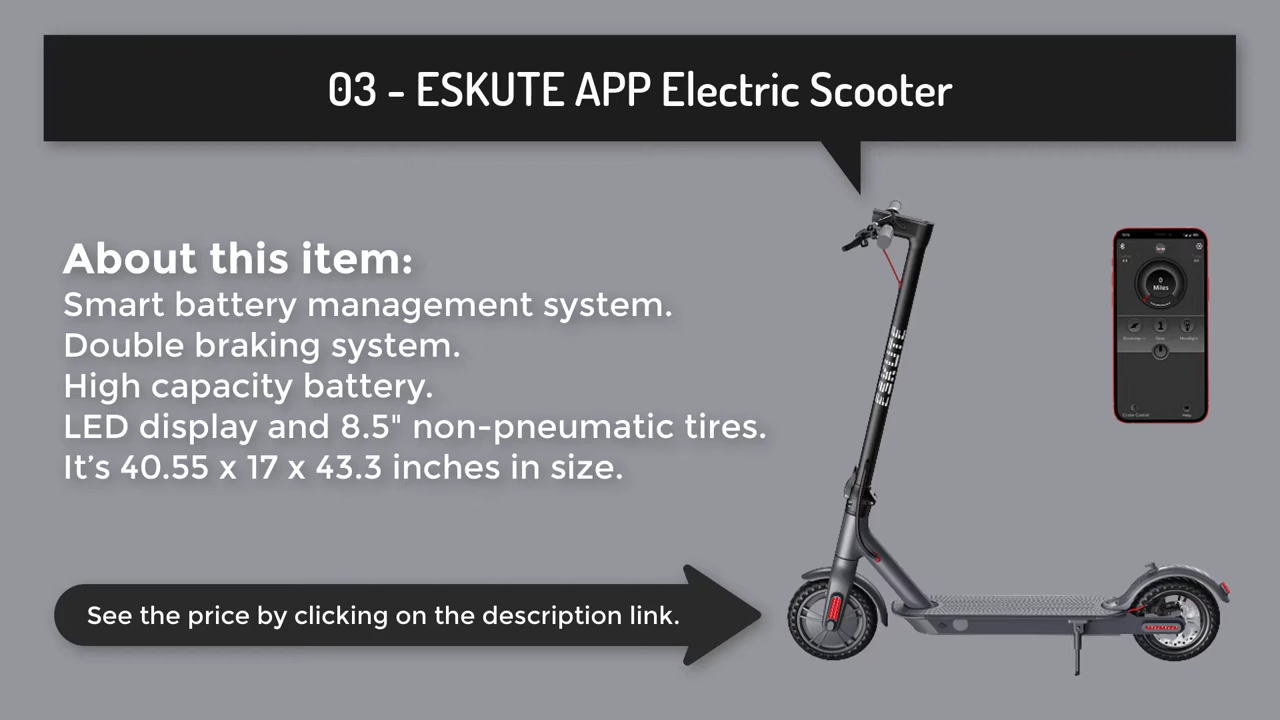 03 - ESKUTE APP Electric Scooter
About this item:
Smart battery management system.
Double braking system.
High capacity battery.
LED display and 8.5" non-pneumatic tires.
It’s 40.55 x 17 x 43.3 inches in size.
See the price by clicking on the description link.
ESKUTE
0
Miles